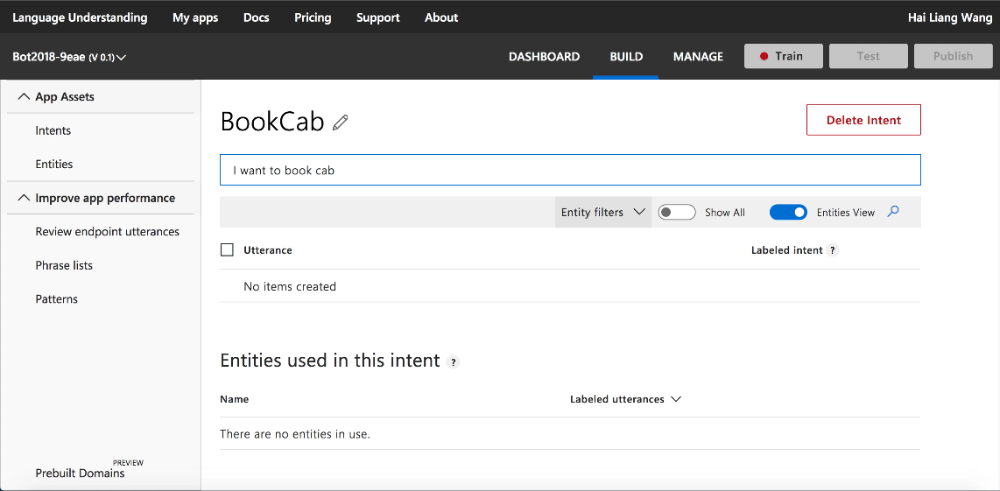 Language Understanding My apps Docs Pricing Support About Hai Liang Wang
Bot2018-9eae (V 0.1) DASHBOARD BUILD MANAGE Train Test Publish
App Assets
Intents
Entities
Improve app performance
Review endpoint utterances
Phrase lists
Patterns
PREVIEW
Prebuilt Domains
BookCab Delete Intent
I want to book cab
Entity filters Show All Entities View
Utterance Labeled intent ?
No items created
Entities used in this intent ?
Name Labeled utterances
There are no entities in use.